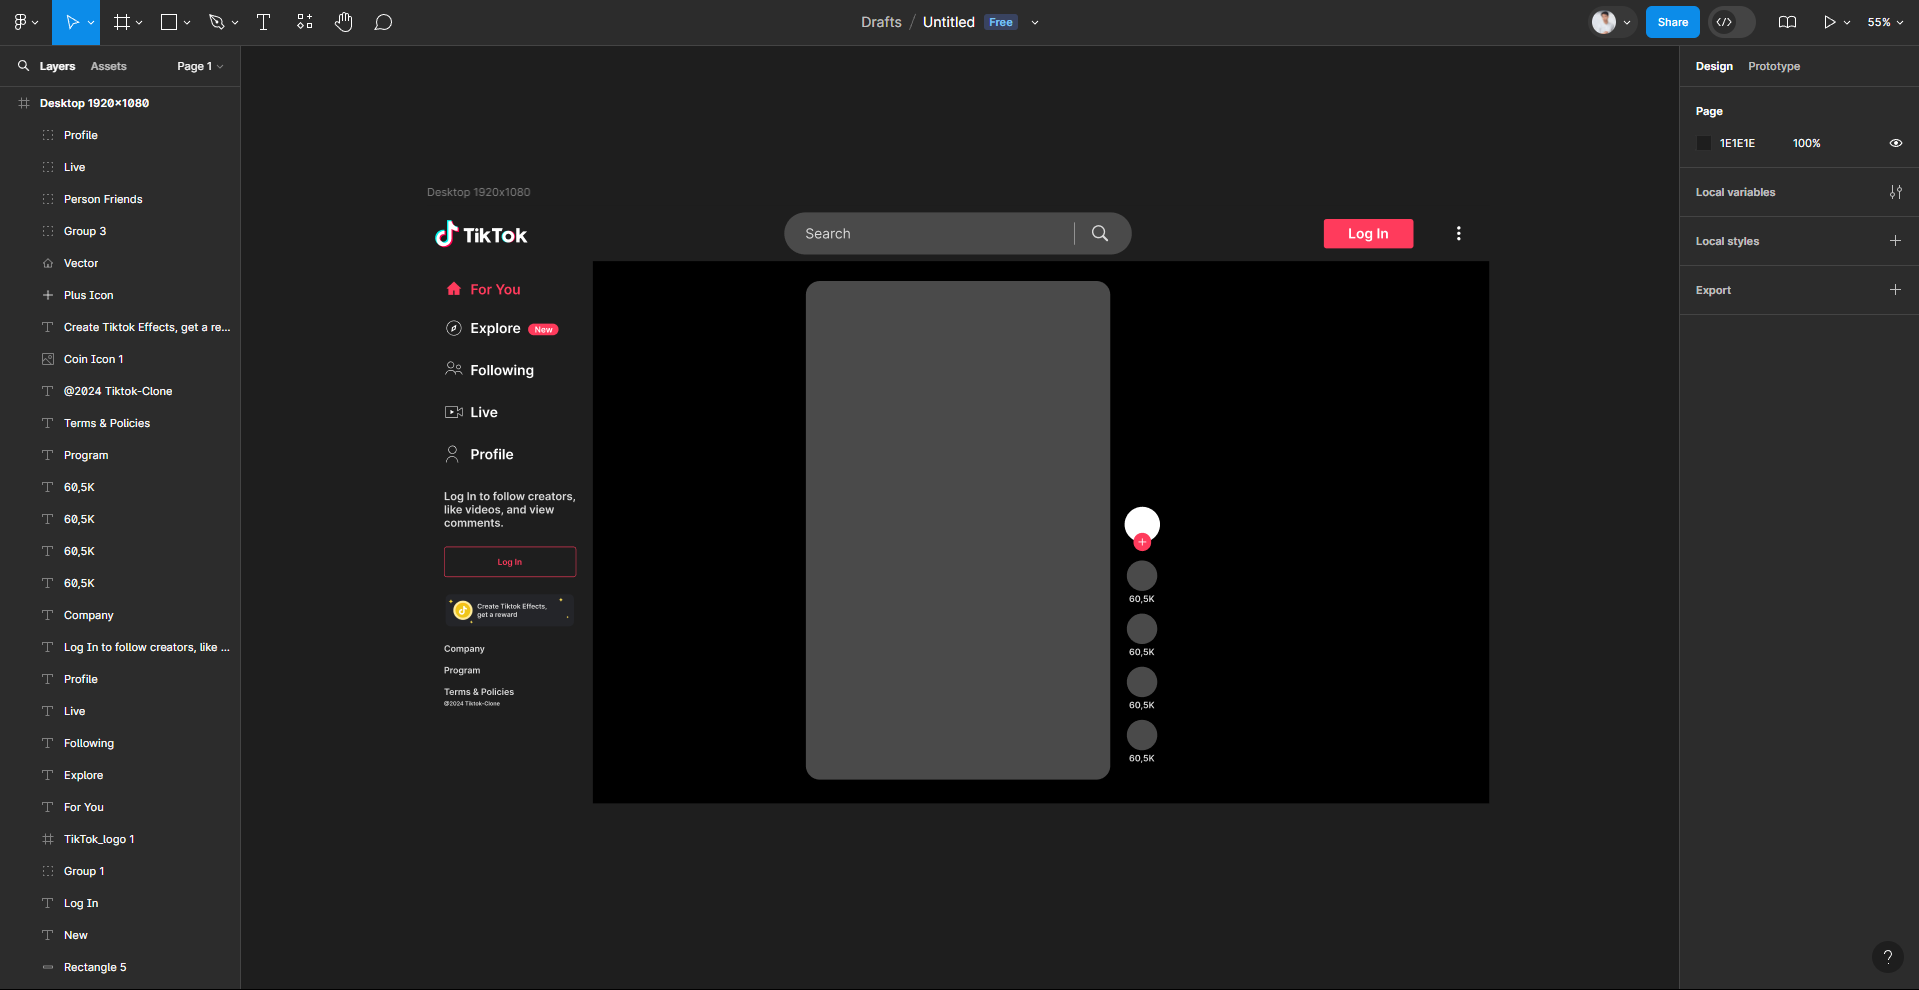 Drafts / Untitled Free
Share
55%
Layers Assets Page 1
Desktop 1920x1080
Profile
Live
Person Friends
Group 3
Vector
Plus Icon
Create Tiktok Effects, get a re...
Coin Icon 1
@2024 Tiktok-Clone
Terms & Policies
Program
60,5K
60,5K
60,5K
60,5K
Company
Log In to follow creators, like ...
Profile
Live
Following
Explore
For You
TikTok_logo 1
Group 1
Log In
New
Rectangle 5
Desktop 1920x1080
TikTok
Search
Log In
For You
Explore New
Following
Live
Profile
Log In to follow creators,
like videos, and view
comments.
Log In
Create Tiktok Effects,
get a reward
Company
Program
Terms & Policies
@2024 Tiktok-Clone
60,5K
60,5K
60,5K
60,5K
Design Prototype
Page
1E1E1E 100%
Local variables
Local styles
Export
?